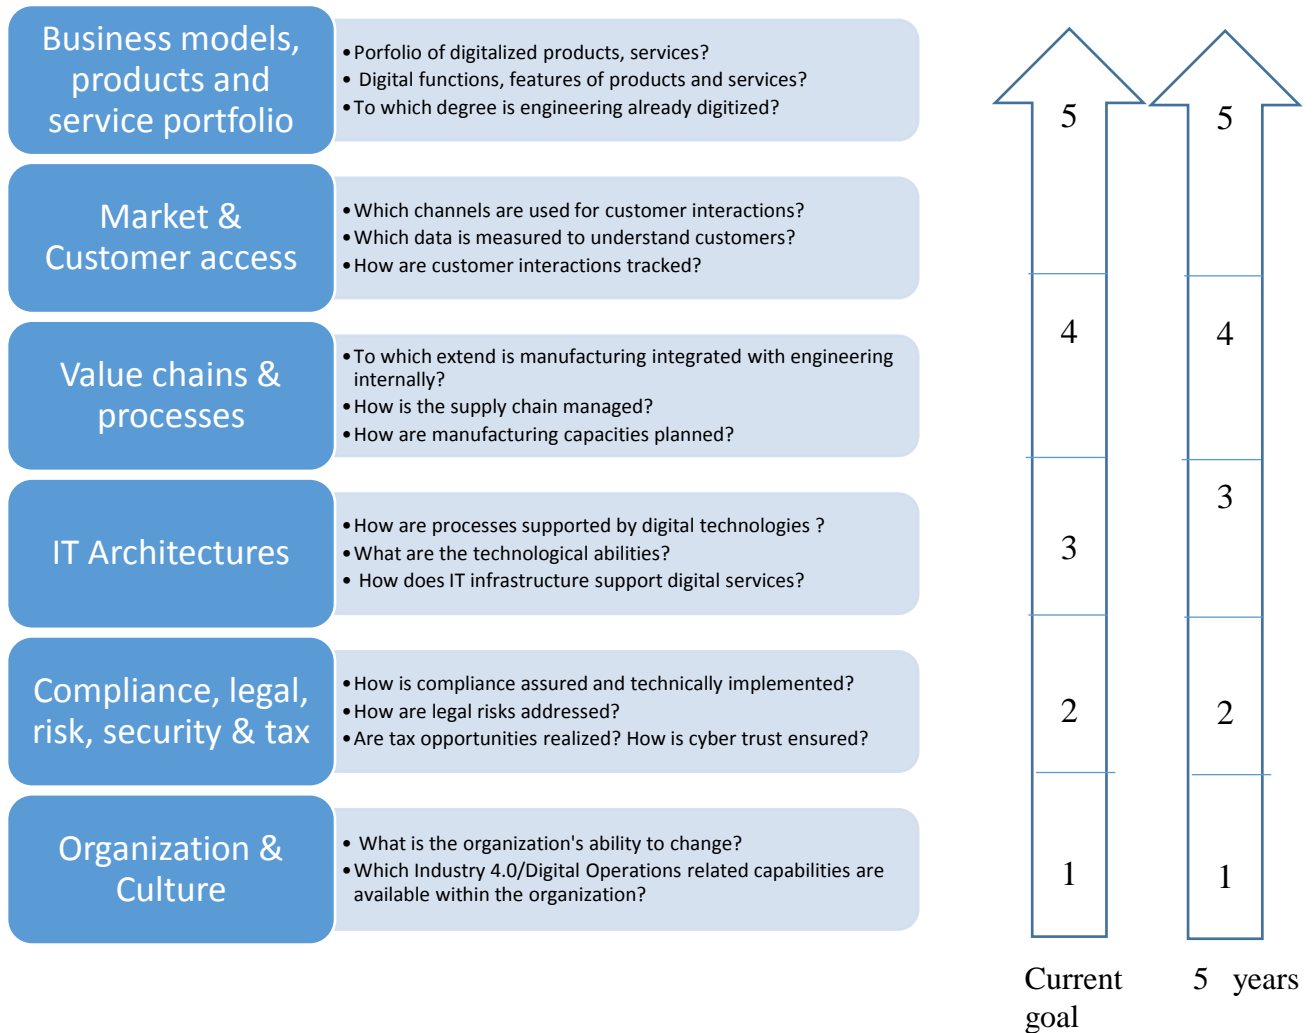 Business models,
products and
service portfolio
•Porfolio of digitalized products, services?
• Digital functions, features of products and services?
•To which degree is engineering already digitized?
Market &
Customer access
•Which channels are used for customer interactions?
•Which data is measured to understand customers?
•How are customer interactions tracked?
Value chains &
processes
•To which extend is manufacturing integrated with engineering
internally?
•How is the supply chain managed?
•How are manufacturing capacities planned?
IT Architectures
•How are processes supported by digital technologies ?
•What are the technological abilities?
• How does IT infrastructure support digital services?
Compliance, legal,
risk, security & tax
•How is compliance assured and technically implemented?
•How are legal risks addressed?
•Are tax opportunities realized? How is cyber trust ensured?
Organization &
Culture
• What is the organization's ability to change?
•Which Industry 4.0/Digital Operations related capabilities are
available within the organization?
5
4
3
2
1
Current
goal
5
4
3
2
1
5 years